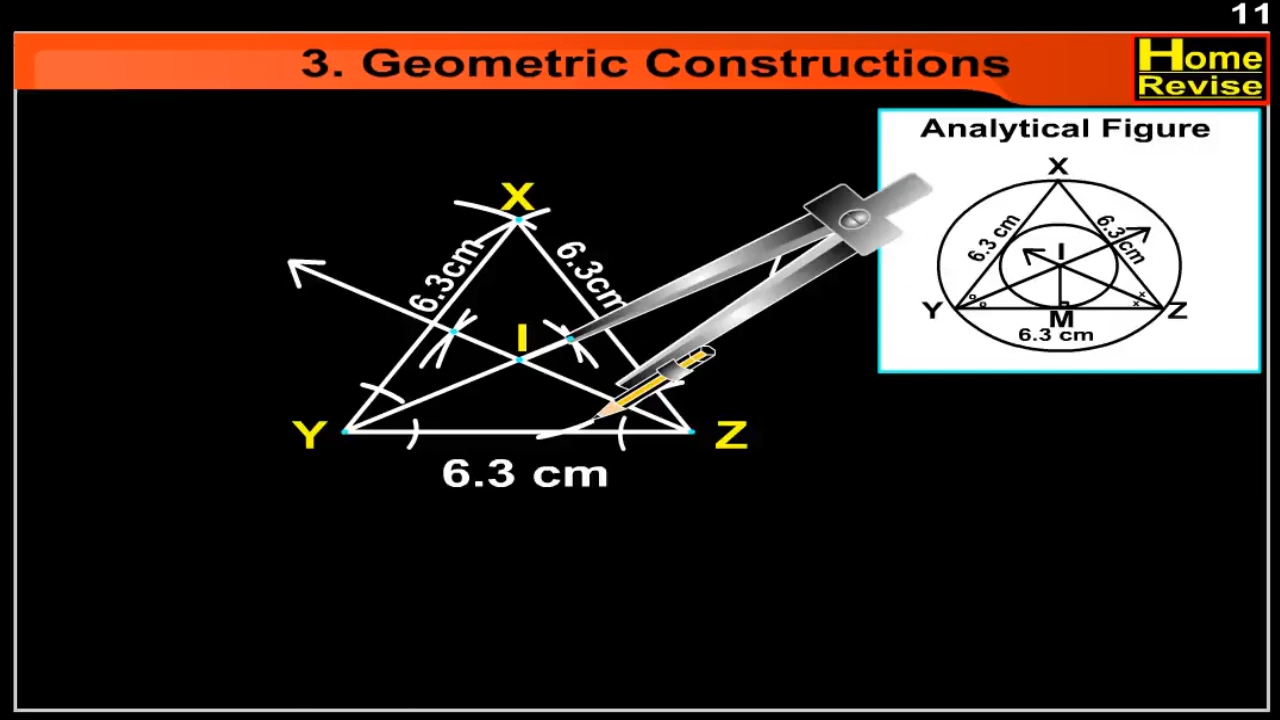 11
3. Geometric Constructions
Home
Revise
Analytical Figure
X
6.3 cm
6.3 cm
I
Y
M
Z
6.3 cm
X
6.3cm
6.3cm
I
Y
Z
6.3 cm